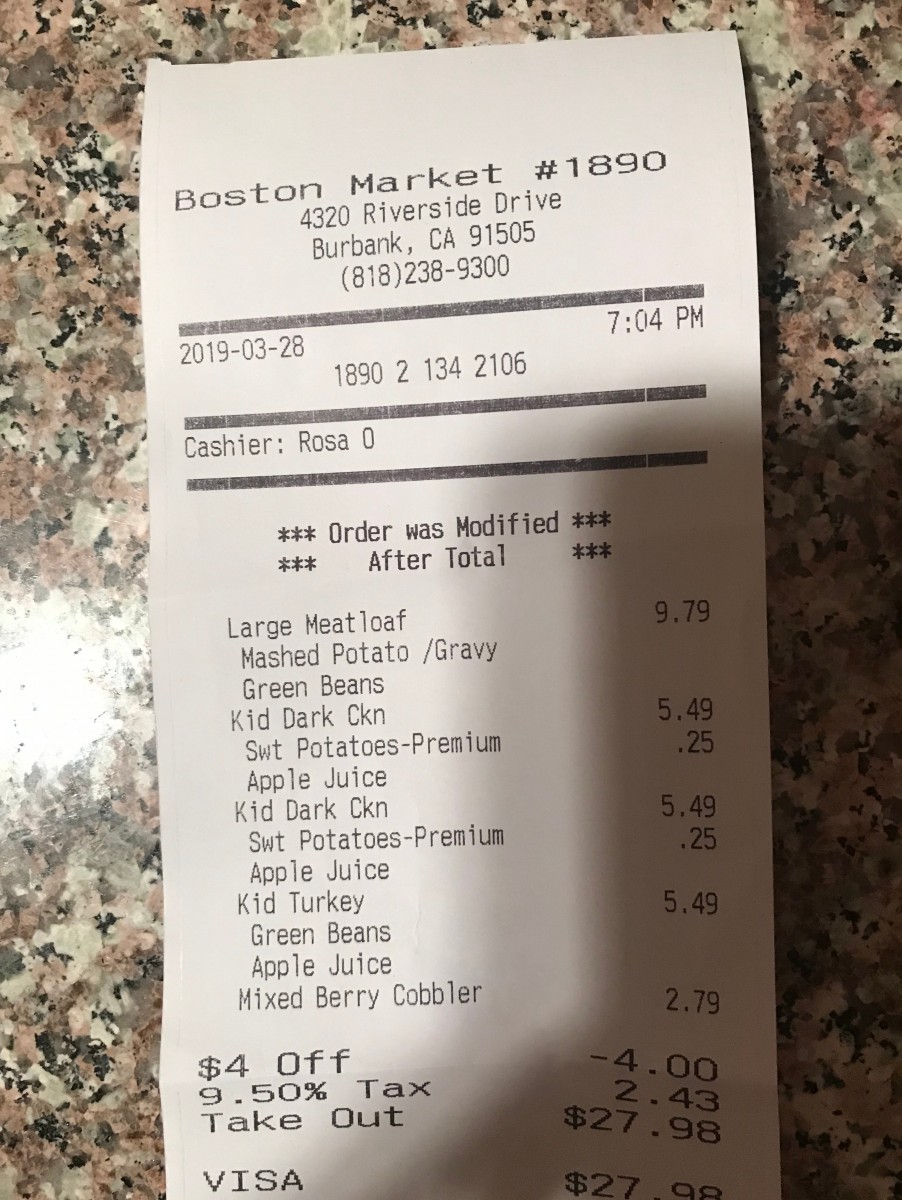 Boston Market #1890
4320 Riverside Drive
Burbank, CA 91505
(818)238-9300
2019-03-28 7:04 PM
1890 2 134 2106
Cashier: Rosa O
*** Order was Modified ***
*** After Total ***
Large Meatloaf 9.79
Mashed Potato /Gravy
Green Beans
Kid Dark Ckn 5.49
Swt Potatoes-Premium .25
Apple Juice
Kid Dark Ckn 5.49
Swt Potatoes-Premium .25
Apple Juice
Kid Turkey 5.49
Green Beans
Apple Juice
Mixed Berry Cobbler 2.79
$4 Off -4.00
9.50% Tax 2.43
Take Out $27.98
VISA $27.98